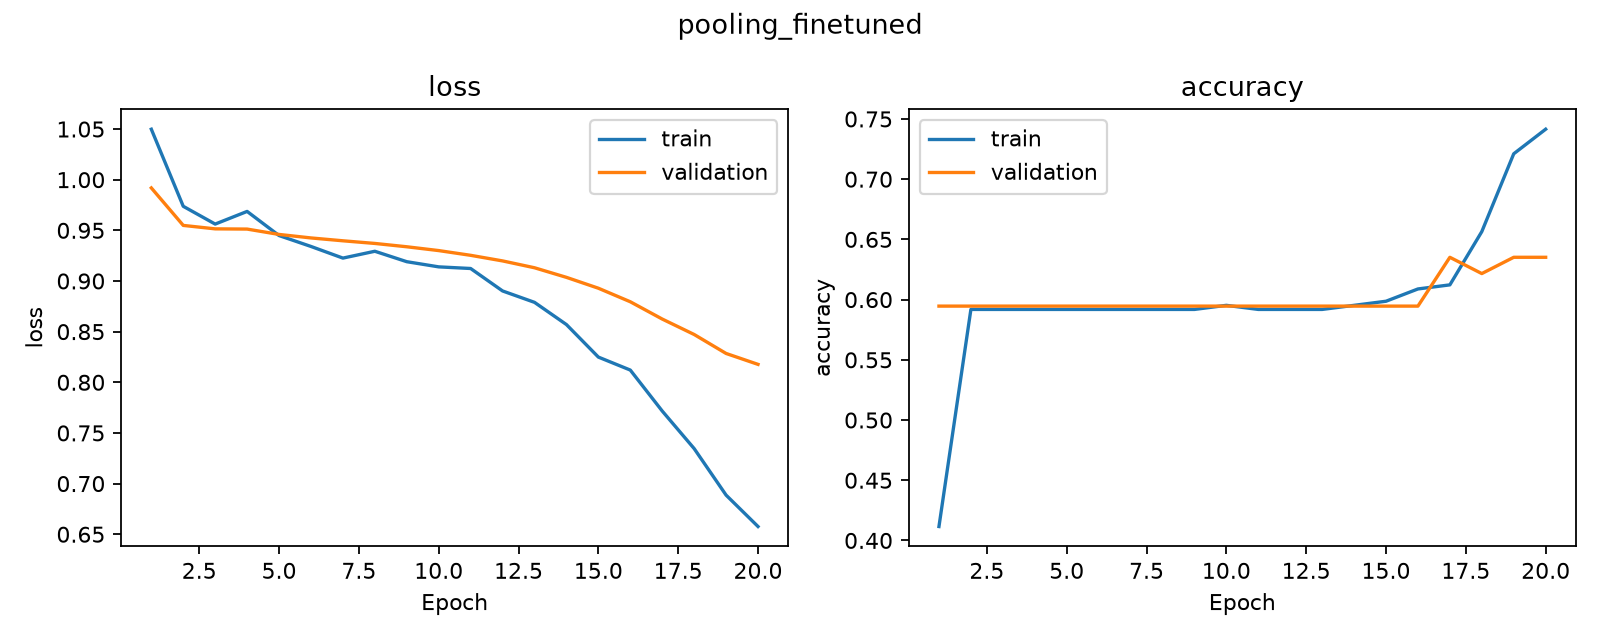 pooling_finetuned
loss
1.05
1.00
0.95
0.90
0.85
0.80
0.75
0.70
0.65
loss
train
validation
2.5 5.0 7.5 10.0 12.5 15.0 17.5 20.0
Epoch
accuracy
0.75
0.70
0.65
0.60
0.55
0.50
0.45
0.40
accuracy
train
validation
2.5 5.0 7.5 10.0 12.5 15.0 17.5 20.0
Epoch